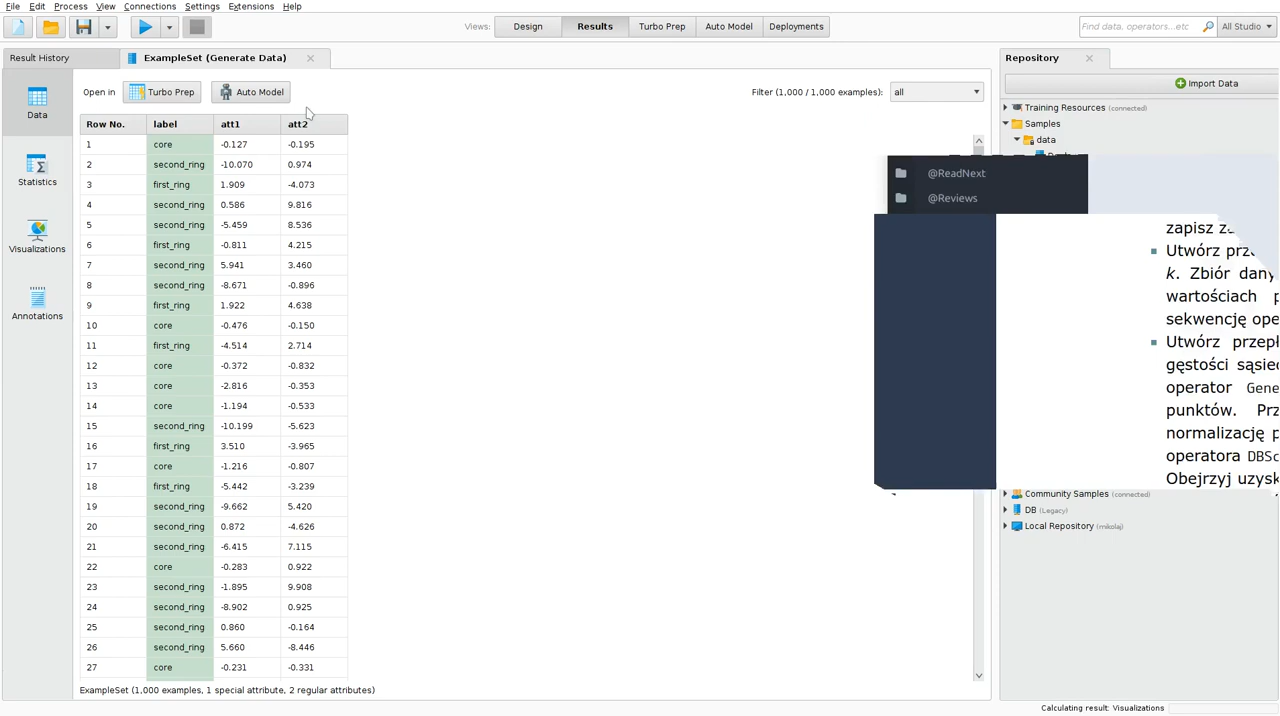 File Edit Process View Connections Settings Extensions Help
Views: Design Results Turbo Prep Auto Model Deployments
Find data, operators...etc All Studio
Result History ExampleSet (Generate Data)
Repository
Data
Statistics
Visualizations
Annotations
Open in Turbo Prep Auto Model
Filter (1,000 / 1,000 examples): all
Row No. label att1 att2
1 core -0.127 -0.195
2 second_ring -10.070 0.974
3 first_ring 1.909 -4.073
4 second_ring 0.586 9.816
5 second_ring -5.459 8.536
6 first_ring -0.811 4.215
7 second_ring 5.941 3.460
8 second_ring -8.671 -0.896
9 first_ring 1.922 4.638
10 core -0.476 -0.150
11 first_ring -4.514 2.714
12 core -0.372 -0.832
13 core -2.816 -0.353
14 core -1.194 -0.533
15 second_ring -10.199 -5.623
16 first_ring 3.510 -3.965
17 core -1.216 -0.807
18 first_ring -5.442 -3.239
19 second_ring -9.662 5.420
20 second_ring 0.872 -4.626
21 second_ring -6.415 7.115
22 core -0.283 0.922
23 second_ring -1.895 9.908
24 second_ring -8.902 0.925
25 second_ring 0.860 -0.164
26 second_ring 5.660 -8.446
27 core -0.231 -0.331
ExampleSet (1,000 examples, 1 special attribute, 2 regular attributes)
Import Data
Training Resources (connected)
Samples
data
@ReadNext
@Reviews
zapisz
Utwórz
k. Zbiór dany
wartościach
sekwencję ope
Utwórz przepł
gęstości sąsie
operator Gene
punktów. Prz
normalizację p
operatora DBSc
Obejrzyj uzysk
Community Samples (connected)
DB (Legacy)
Local Repository (mikolaj)
Calculating result: Visualizations